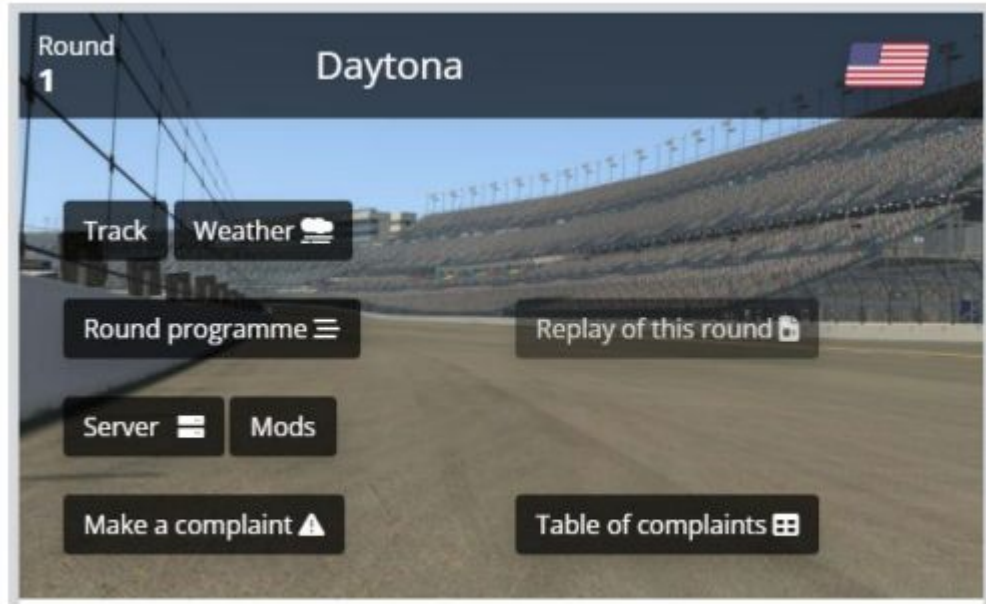 Round
1
Daytona
Track
Weather
Round programme
Replay of this round
Server
Mods
Make a complaint
Table of complaints